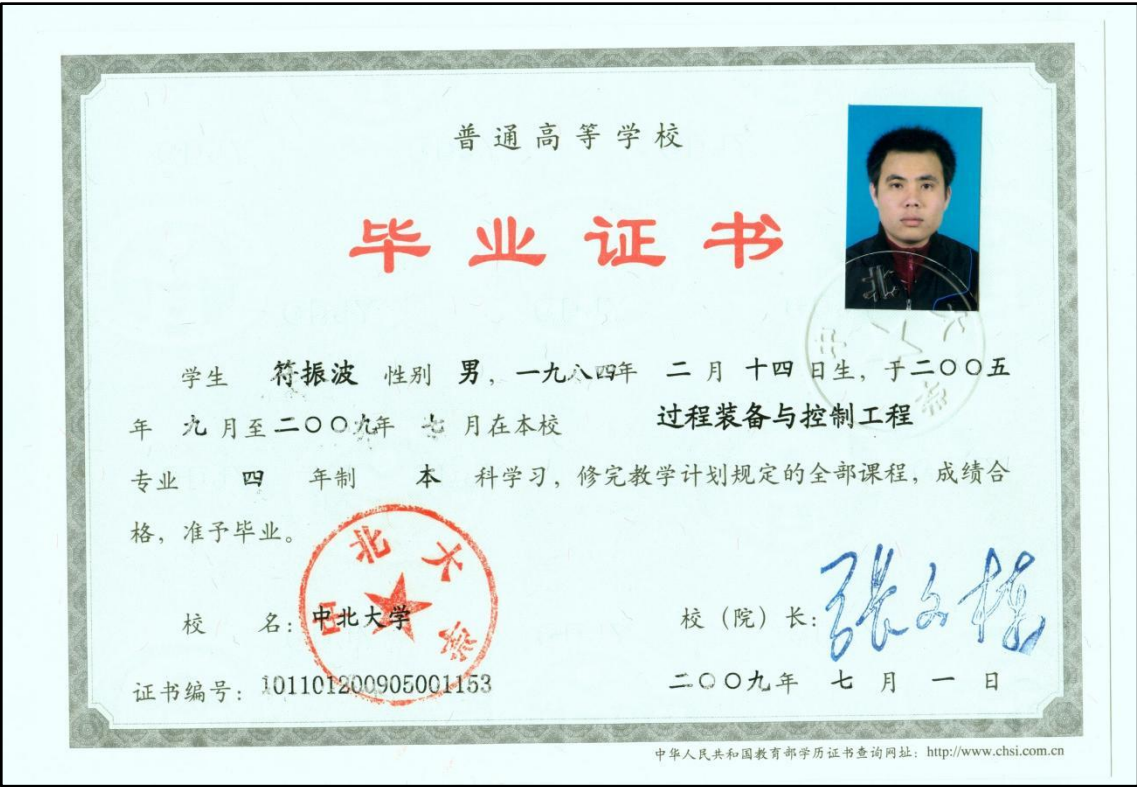 普通高等学校
毕业证书
学生 符振波 性别 男，一九八四年 二 月 十四 日生，于二〇〇五
年 九 月至二〇〇九年 七 月在本校 过程装备与控制工程
专业 四 年制 本 科学习，修完教学计划规定的全部课程，成绩合
格，准予毕业。
中北大学
校 名：中北大学
校（院）长：张文栋
证书编号：101101200905001153
二〇〇九年 七 月 一 日
中华人民共和国教育部学历证书查询网址：http://www.chsi.com.cn